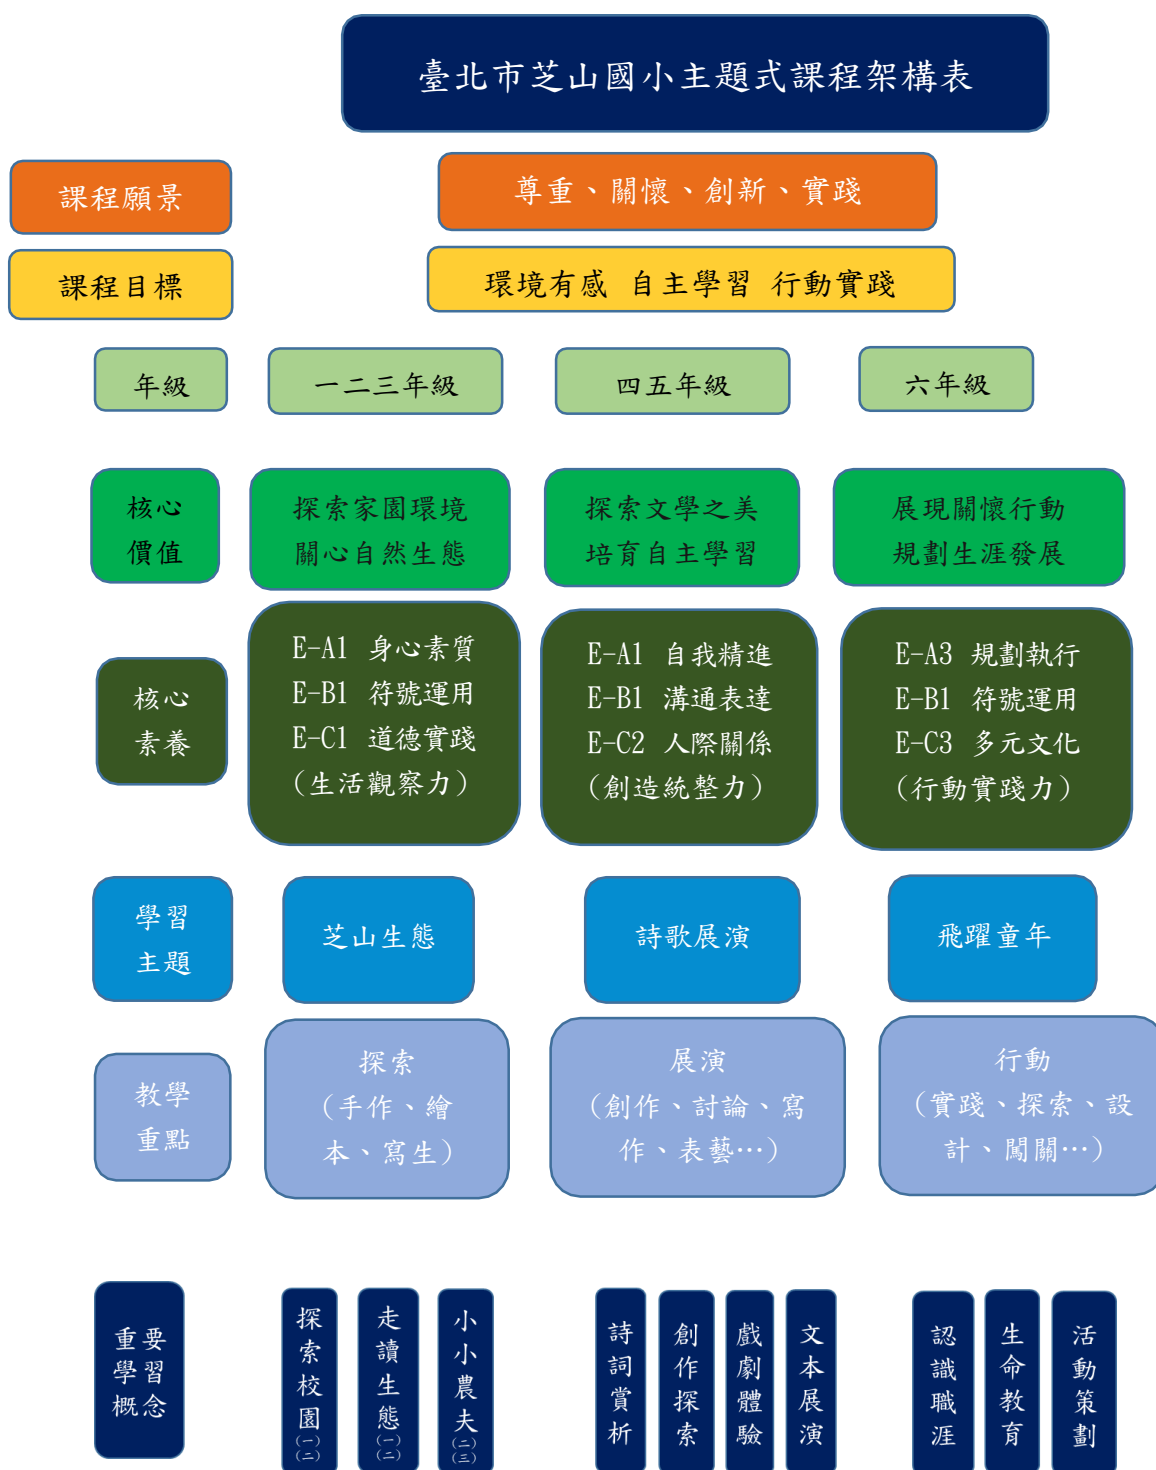 臺北市芝山國小主題式課程架構表
課程願景
尊重、關懷、創新、實踐
課程目標
環境有感 自主學習 行動實踐
年級
一二三年級
四五年級
六年級
核心
價值
探索家園環境
關心自然生態
探索文學之美
培育自主學習
展現關懷行動
規劃生涯發展
核心
素養
E-A1 身心素質
E-B1 符號運用
E-C1 道德實踐
(生活觀察力)
E-A1 自我精進
E-B1 溝通表達
E-C2 人際關係
(創造統整力)
E-A3 規劃執行
E-B1 符號運用
E-C3 多元文化
(行動實踐力)
學習
主題
芝山生態
詩歌展演
飛躍童年
教學
重點
探索
(手作、繪
本、寫生)
展演
(創作、討論、寫
作、表藝…)
行動
(實踐、探索、設
計、闖關…)
重要
學習
概念
探索校園(一)(二)
走讀生態(一)(二)
小小農夫(二)(三)
詩詞賞析
創作探索
戲劇體驗
文本展演
認識職涯
生命教育
活動策劃